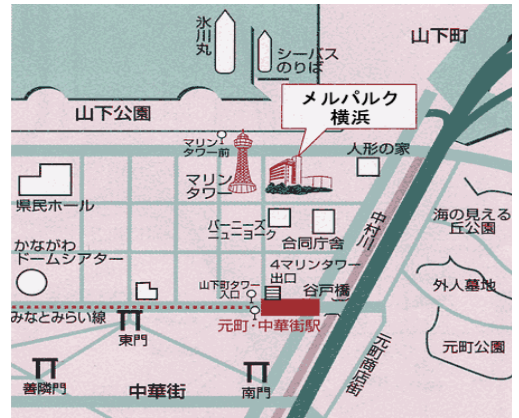 氷川丸
シーバス
のりば
山下町
山下公園
メルパルク
横浜
マリン
タワー前
人形の家
マリン
タワー
県民ホール
中村川
海の見える
丘公園
バーニーズ
ニューヨーク
合同庁舎
かながわ
ドームシアター
4マリンタワー
出口
山下町タワー
入口
谷戸橋
外人墓地
みなとみらい線
元町・中華街駅
東門
元町商店街
元町公園
善隣門
中華街
南門